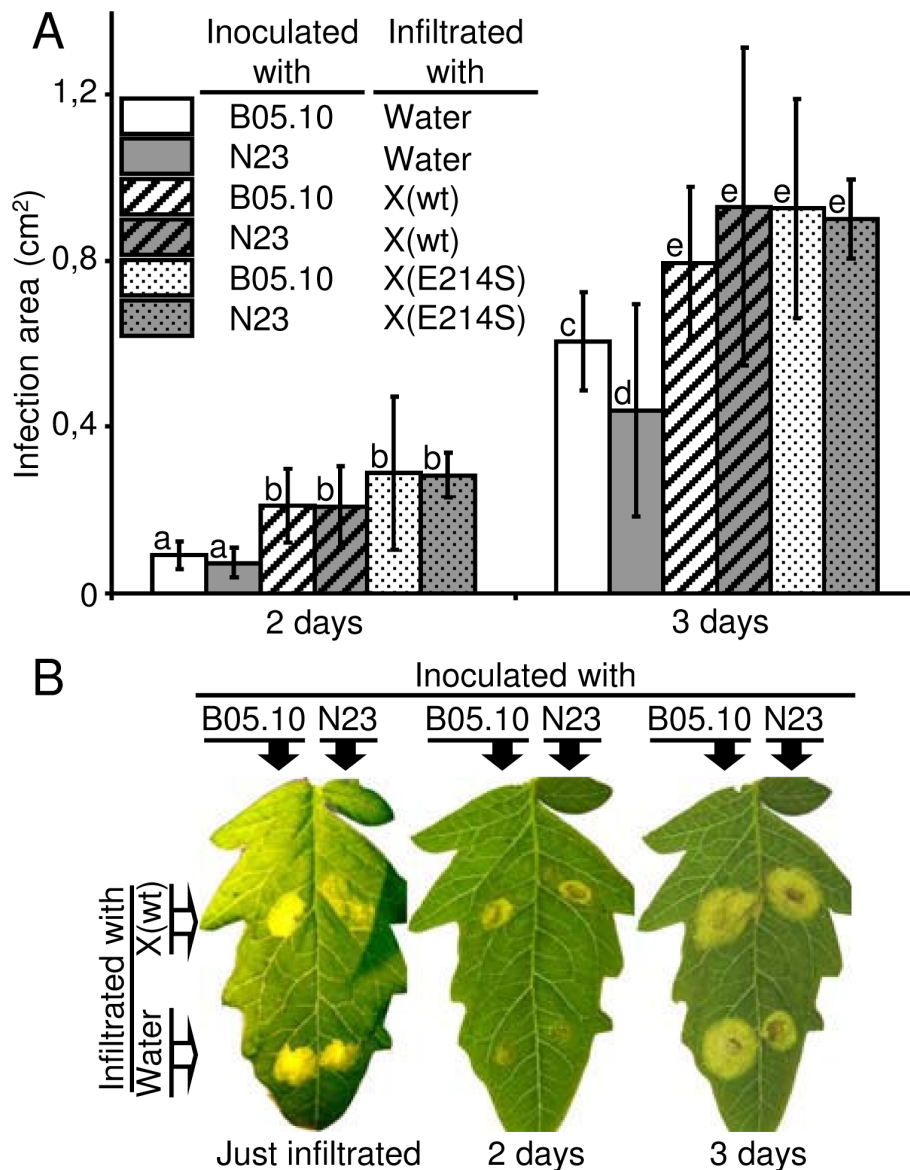 A
Inoculated with
Infiltrated with
B05.10 Water
N23 Water
B05.10 X(wt)
N23 X(wt)
B05.10 X(E214S)
N23 X(E214S)
Infection area (cm²)
1,2
0,8
0,4
0
a a b b b b
c d e e e e
2 days 3 days
B
Inoculated with
B05.10 N23 B05.10 N23 B05.10 N23
Infiltrated with
X(wt)
Water
Just infiltrated 2 days 3 days